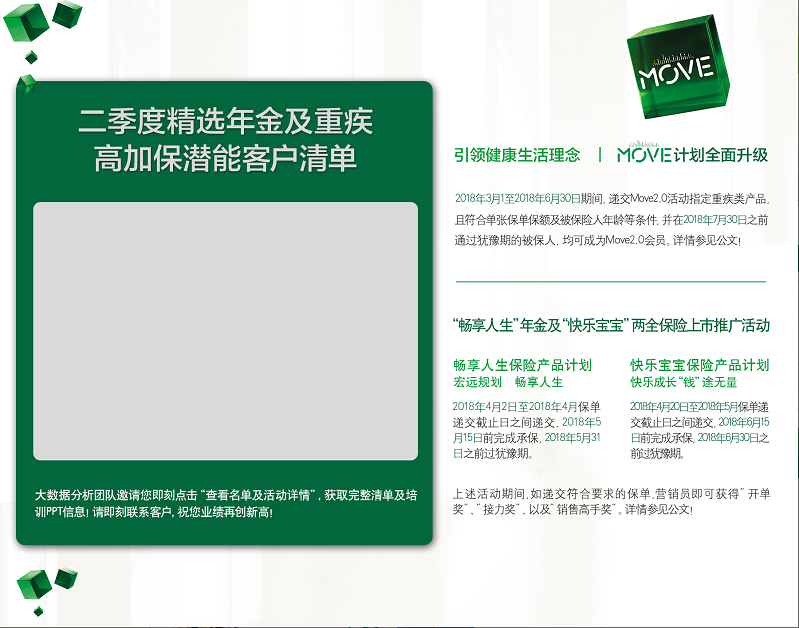 二季度精选年金及重疾
高加保潜能客户清单
大数据分析团队邀请您即刻点击“查看名单及活动详情”, 获取完整清单及培
训PPT信息! 请即刻联系客户, 祝您业绩再创新高!
MOVE
引领健康生活理念 | MOVE计划全面升级
2018年3月1至2018年6月30日期间, 递交Move2.0活动指定重疾类产品,
且符合单张保单保额及被保险人年龄等条件, 并在2018年7月30日之前
通过犹豫期的被保人, 均可成为Move2.0会员。详情参见公文!
“畅享人生”年金及“快乐宝宝”两全保险上市推广活动
畅享人生保险产品计划
宏远规划 畅享人生
2018年4月2日至2018年4月保单
递交截止日之间递交, 2018年5
月15日前完成承保, 2018年5月31
日之前过犹豫期。
快乐宝宝保险产品计划
快乐成长“钱”途无量
2018年4月20日至2018年5月保单递
交截止日之间递交, 2018年6月15
日前完成承保, 2018年6月30日之
前过犹豫期。
上述活动期间,如递交符合要求的保单,营销员即可获得”开单
奖”、”接力奖”, 以及”销售高手奖”。详情参见公文!